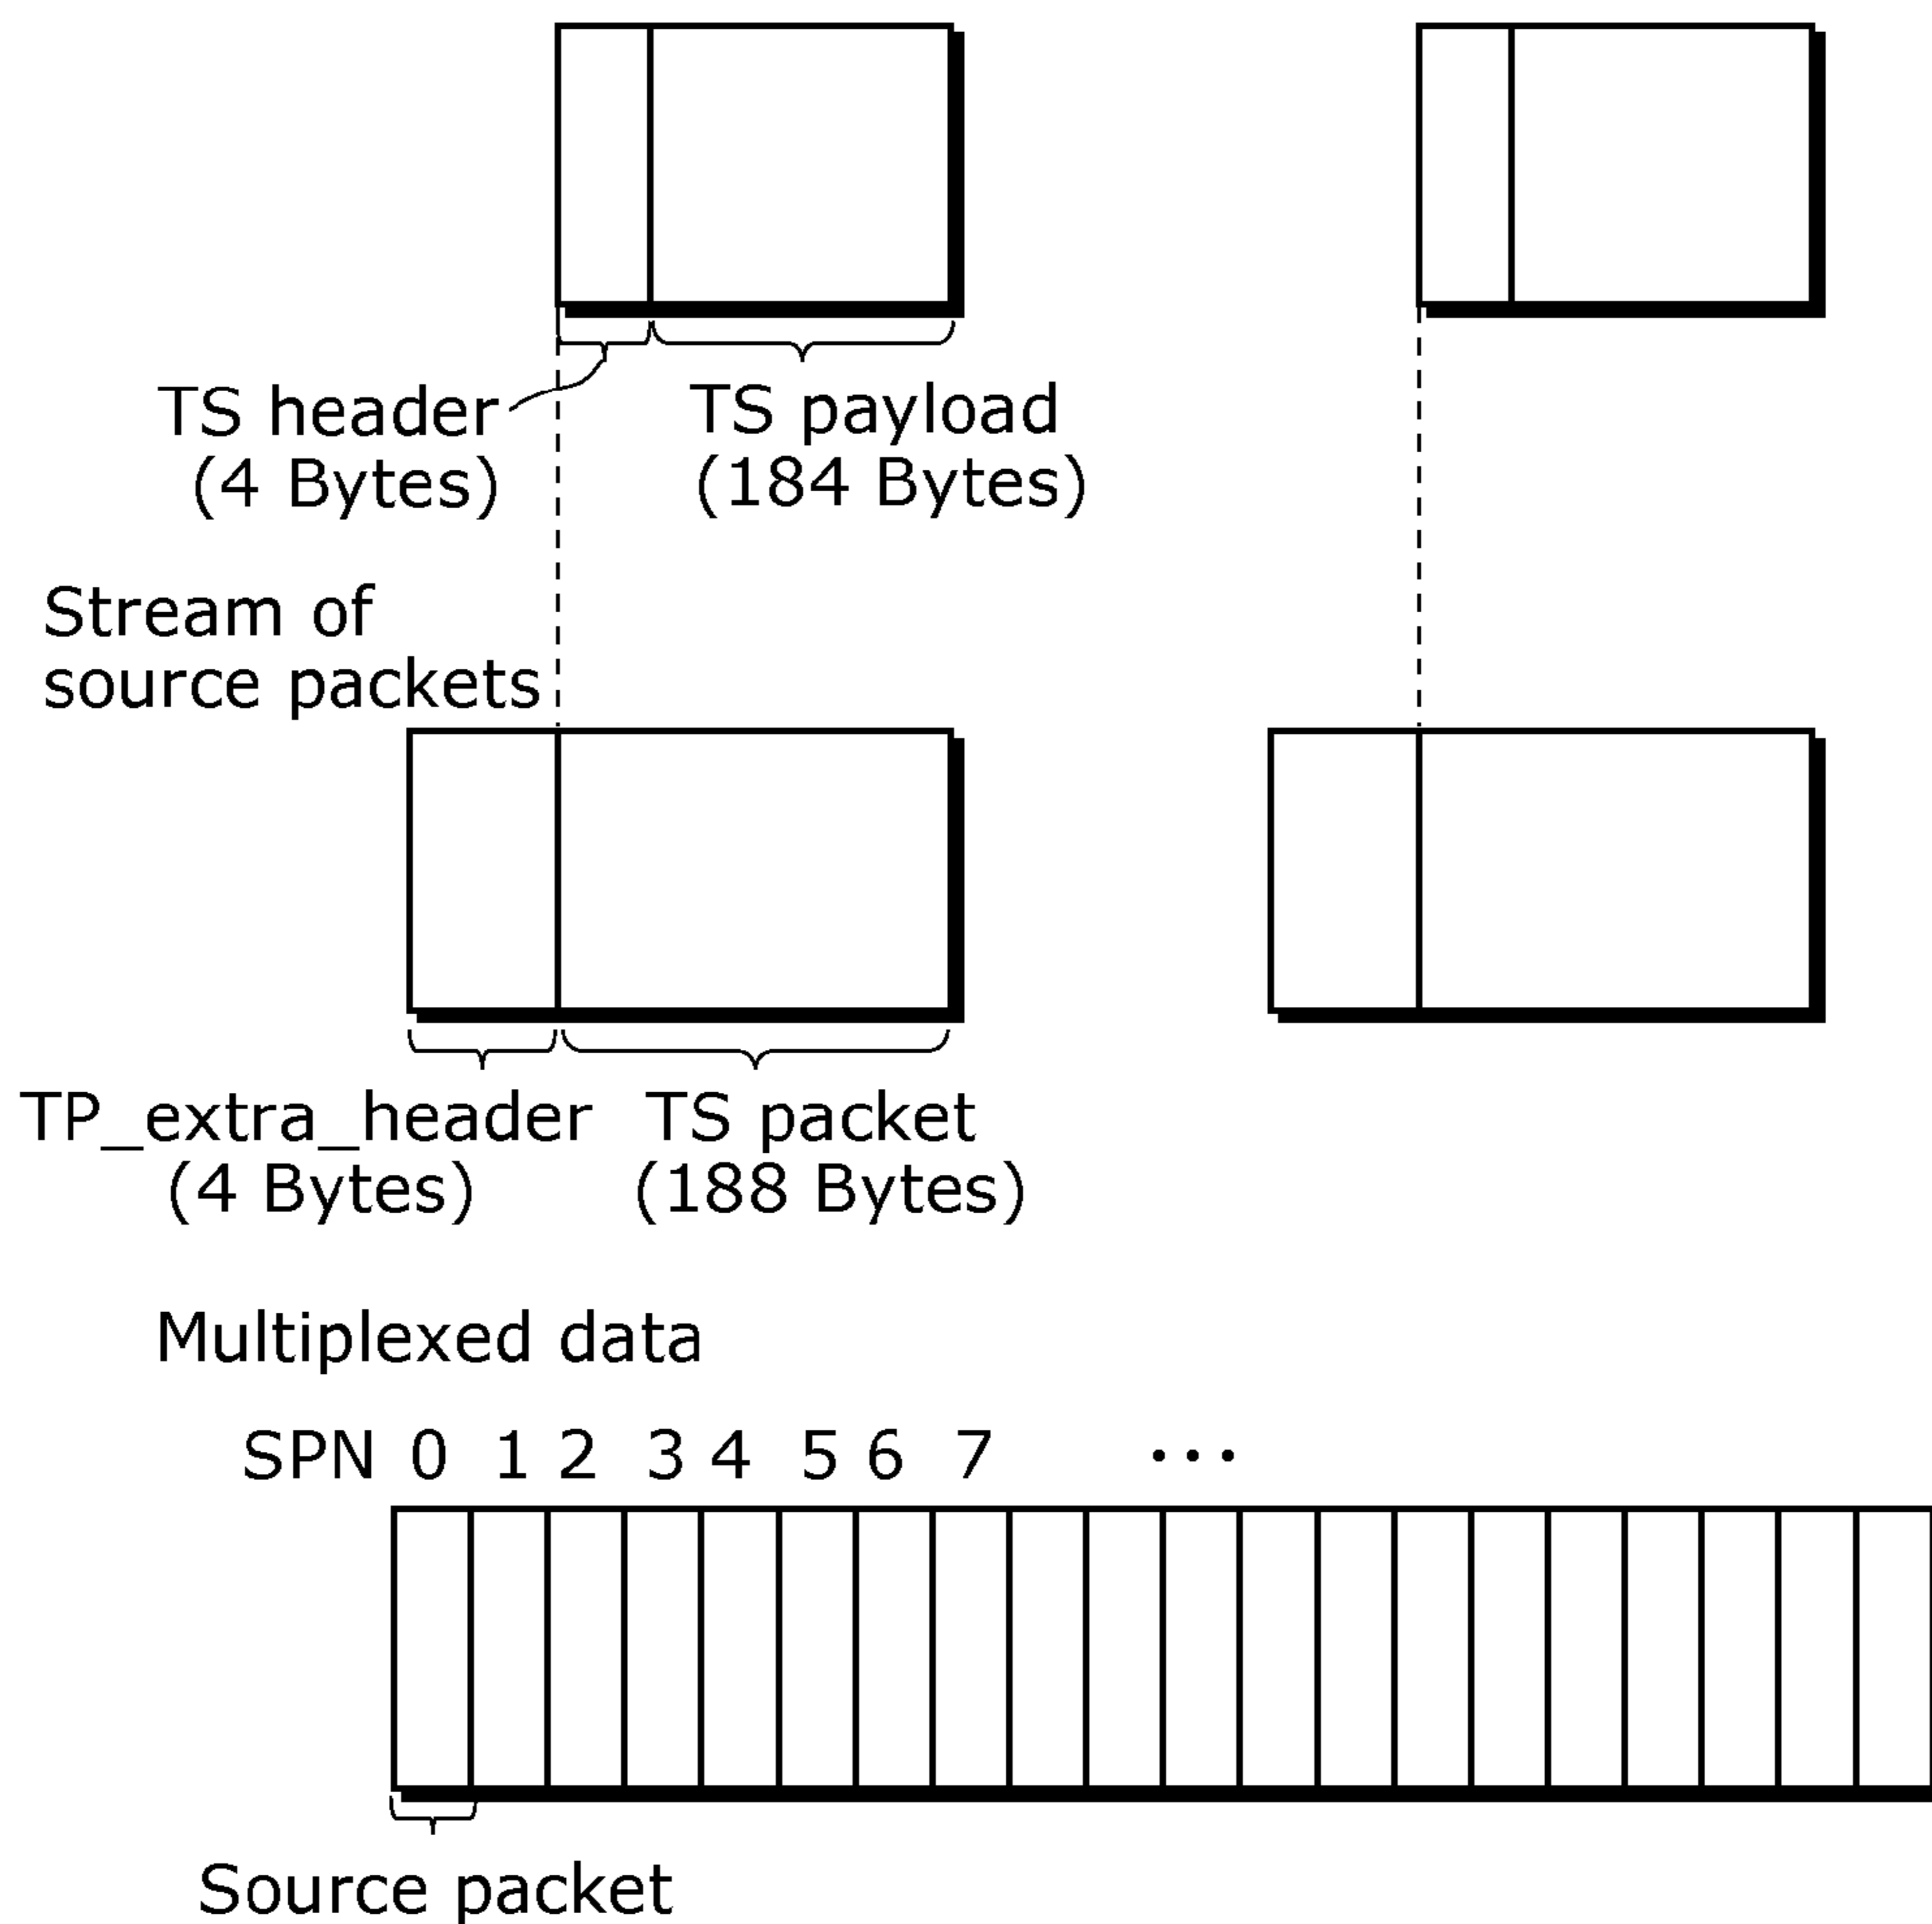 TS header
(4 Bytes)
TS payload
(184 Bytes)
Stream of
source packets
TP_extra_header
(4 Bytes)
TS packet
(188 Bytes)
Multiplexed data
SPN 0 1 2 3 4 5 6 7 ...
Source packet